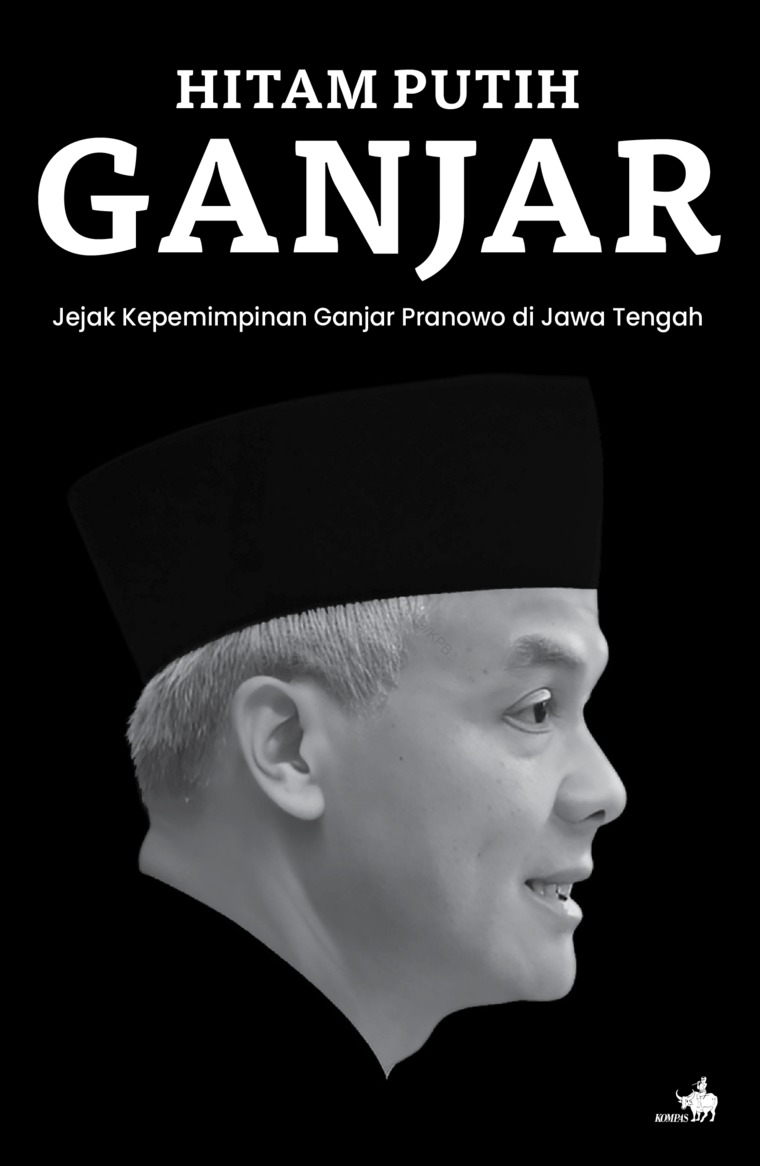 HITAM PUTIH
GANJAR
Jejak Kepemimpinan Ganjar Pranowo di Jawa Tengah
KOMPAS